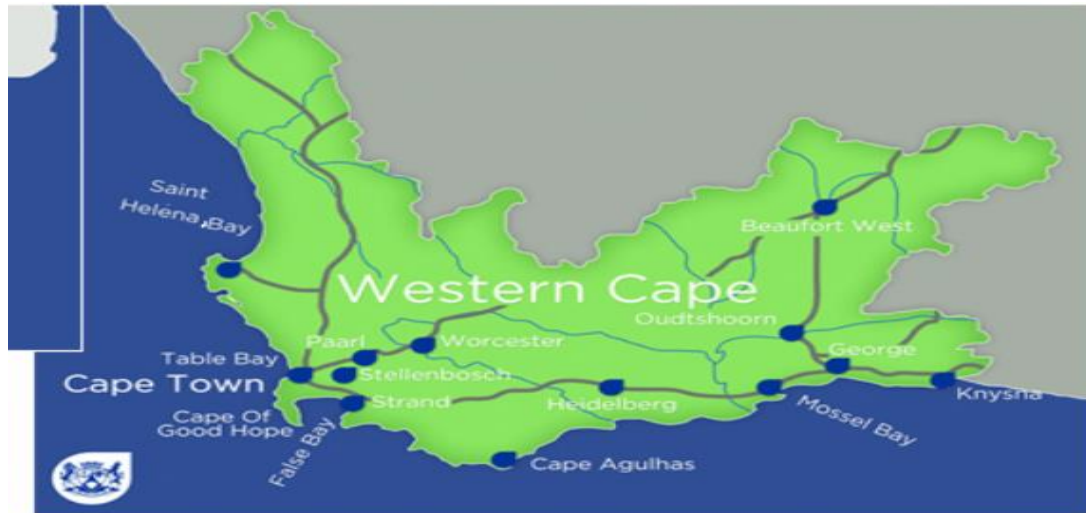 Saint
Helena Bay
Beaufort West
Western Cape
Oudtshoorn
Paarl
Worcester
George
Table Bay
Cape Town
Stellenbosch
Knysna
Strand
Heidelberg
Mossel Bay
Cape Of
Good Hope
False Bay
Cape Agulhas